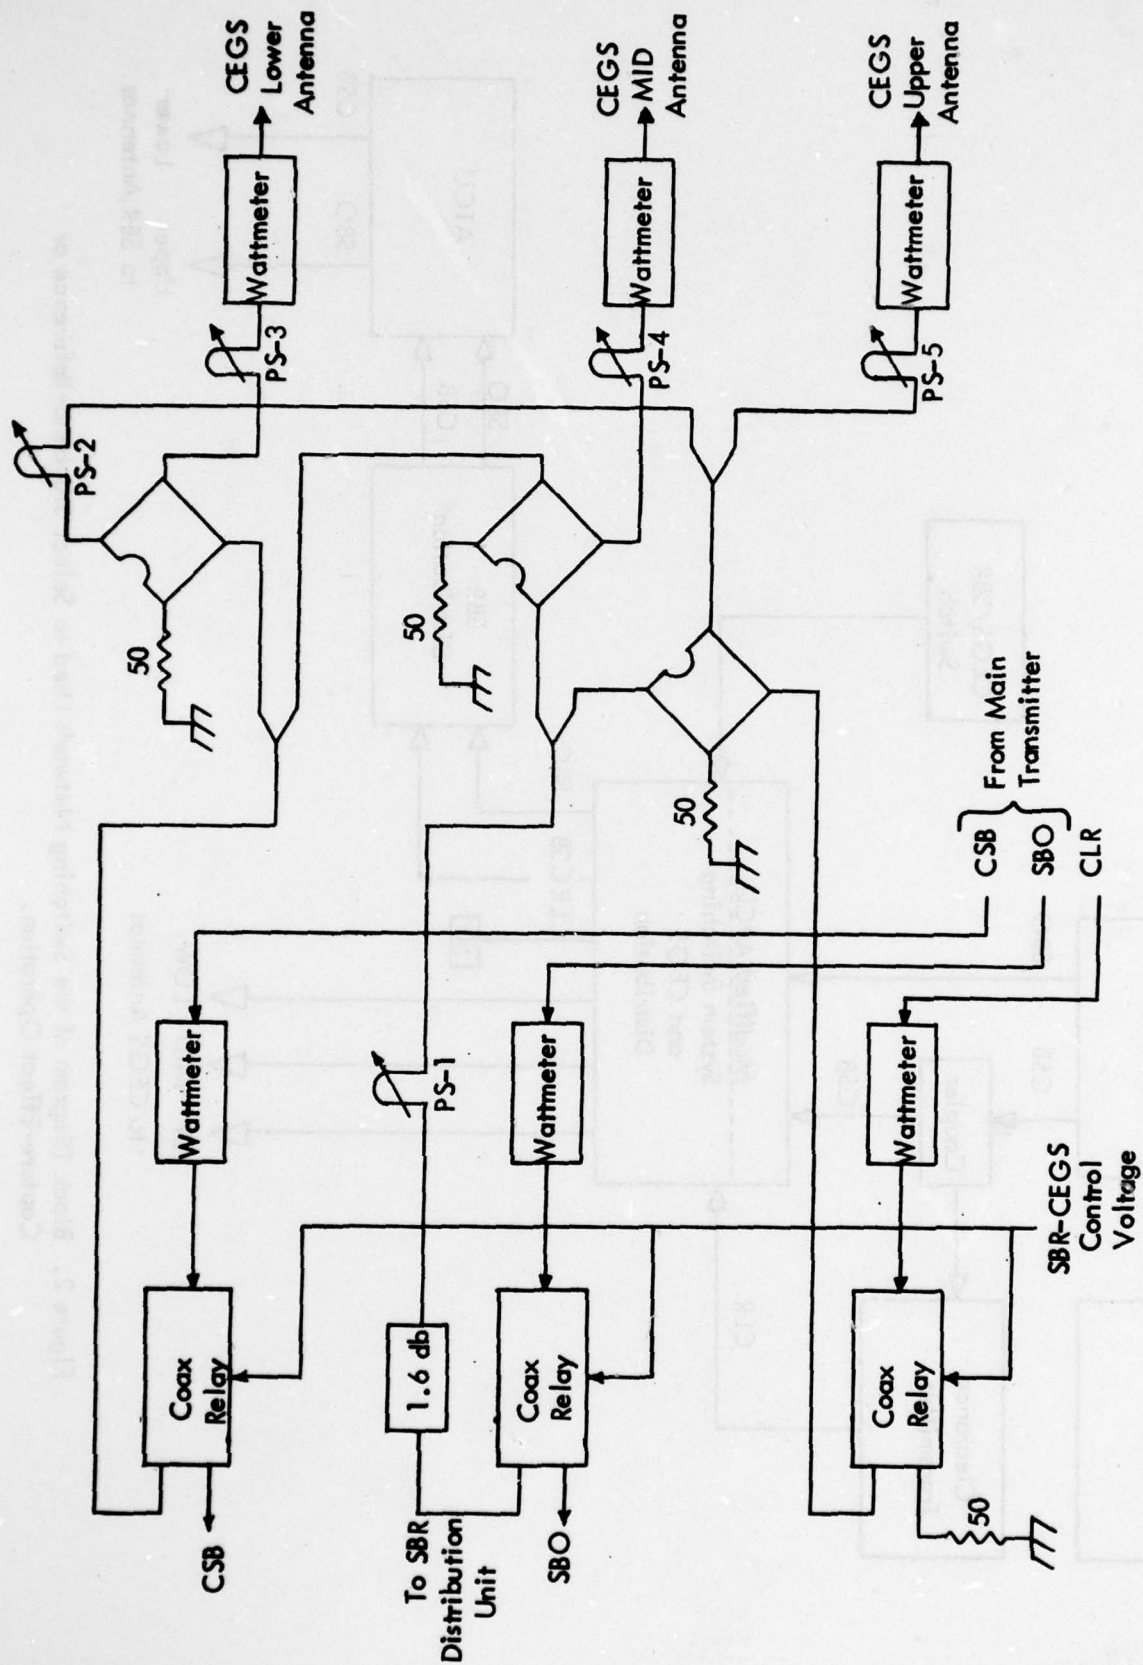 CEGS
Lower
Antenna
Wattmeter
PS-3
PS-2
50
CEGS
MID
Antenna
Wattmeter
PS-4
50
CEGS
Upper
Antenna
Wattmeter
PS-5
50
From Main
Transmitter
CSB
SBO
CLR
Wattmeter
PS-1
Wattmeter
Wattmeter
SBR-CEGS
Control
Voltage
Coax
Relay
1.6 db
Coax
Relay
Coax
Relay
50
CSB
To SBR
Distribution
Unit
SBO